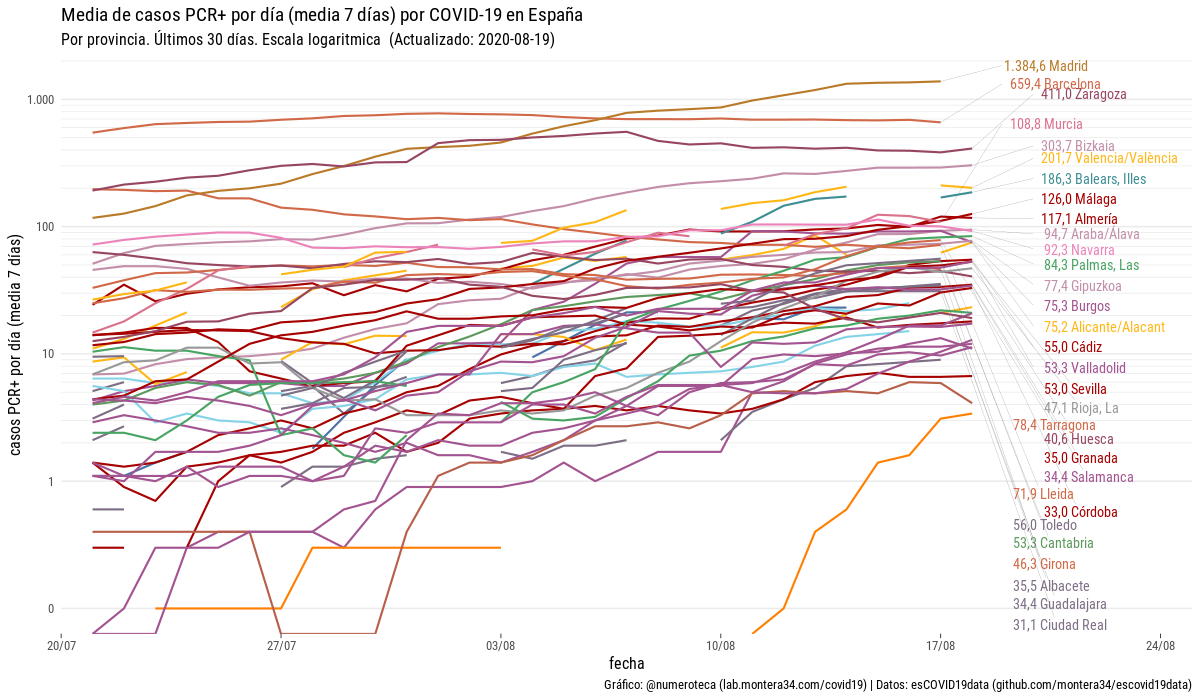 Media de casos PCR+ por día (media 7 días) por COVID-19 en España
Por provincia. Últimos 30 días. Escala logaritmica (Actualizado: 2020-08-19)
casos PCR+ por día (media 7 días)
1.000
100
10
1
0
1.384,6 Madrid
659,4 Barcelona
411,0 Zaragoza
108,8 Murcia
303,7 Bizkaia
201,7 Valencia/València
186,3 Balears, Illes
126,0 Málaga
117,1 Almería
94,7 Araba/Álava
92,3 Navarra
84,3 Palmas, Las
77,4 Gipuzkoa
75,3 Burgos
75,2 Alicante/Alacant
55,0 Cádiz
53,3 Valladolid
53,0 Sevilla
47,1 Rioja, La
78,4 Tarragona
40,6 Huesca
35,0 Granada
34,4 Salamanca
71,9 Lleida
33,0 Córdoba
56,0 Toledo
53,3 Cantabria
46,3 Girona
35,5 Albacete
34,4 Guadalajara
31,1 Ciudad Real
20/07
27/07
03/08
10/08
17/08
24/08
fecha
Gráfico: @numeroteca (lab.montera34.com/covid19) | Datos: esCOVID19data (github.com/montera34/escovid19data)